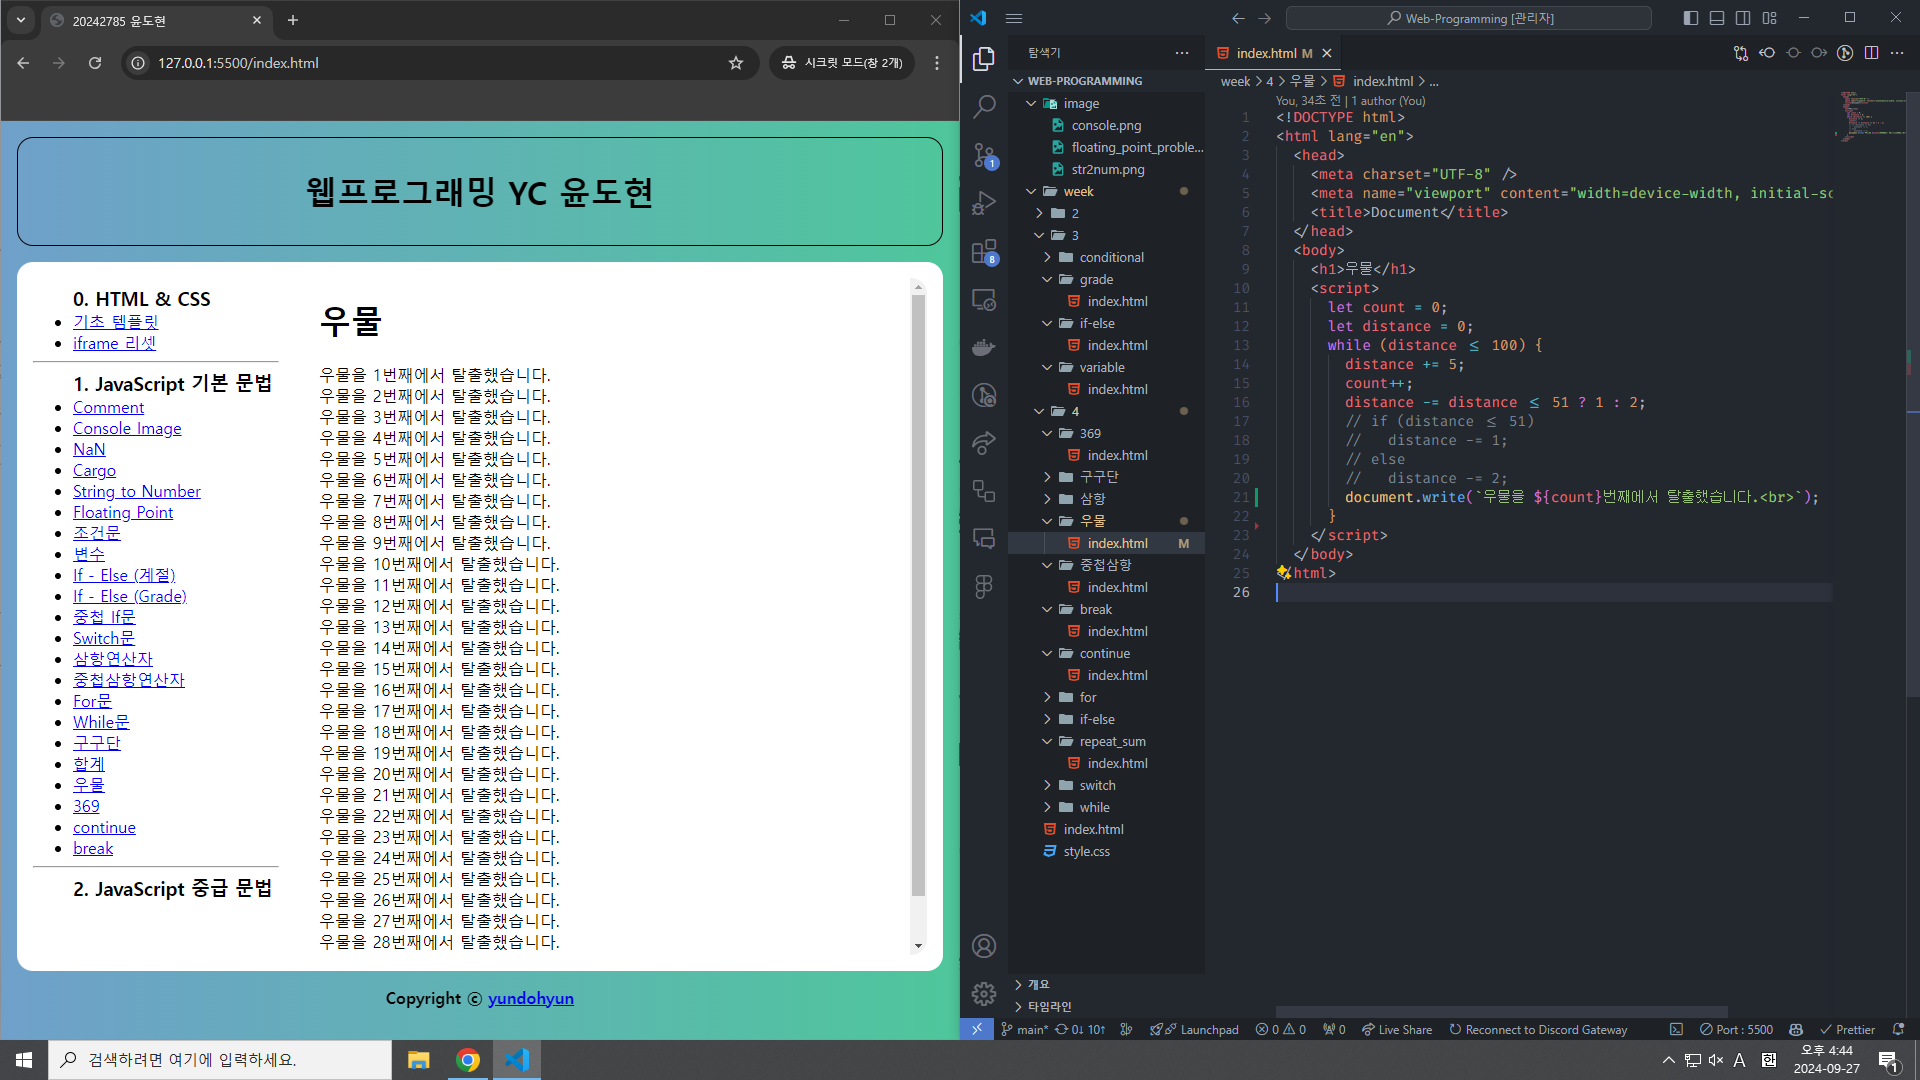 20242785 윤도현
127.0.0.1:5500/index.html
시크릿 모드(창 2개)
웹프로그래밍 YC 윤도현
0. HTML & CSS
기초 템플릿
iframe 리셋
1. JavaScript 기본 문법
Comment
Console Image
NaN
Cargo
String to Number
Floating Point
조건문
변수
If - Else (계절)
If - Else (Grade)
중첩 If문
Switch문
삼항연산자
중첩삼항연산자
For문
While문
구구단
합계
우물
369
continue
break
2. JavaScript 중급 문법
우물
우물을 1번째에서 탈출했습니다.
우물을 2번째에서 탈출했습니다.
우물을 3번째에서 탈출했습니다.
우물을 4번째에서 탈출했습니다.
우물을 5번째에서 탈출했습니다.
우물을 6번째에서 탈출했습니다.
우물을 7번째에서 탈출했습니다.
우물을 8번째에서 탈출했습니다.
우물을 9번째에서 탈출했습니다.
우물을 10번째에서 탈출했습니다.
우물을 11번째에서 탈출했습니다.
우물을 12번째에서 탈출했습니다.
우물을 13번째에서 탈출했습니다.
우물을 14번째에서 탈출했습니다.
우물을 15번째에서 탈출했습니다.
우물을 16번째에서 탈출했습니다.
우물을 17번째에서 탈출했습니다.
우물을 18번째에서 탈출했습니다.
우물을 19번째에서 탈출했습니다.
우물을 20번째에서 탈출했습니다.
우물을 21번째에서 탈출했습니다.
우물을 22번째에서 탈출했습니다.
우물을 23번째에서 탈출했습니다.
우물을 24번째에서 탈출했습니다.
우물을 25번째에서 탈출했습니다.
우물을 26번째에서 탈출했습니다.
우물을 27번째에서 탈출했습니다.
우물을 28번째에서 탈출했습니다.
Copyright © yundohyun
Web-Programming [관리자]
탐색기
WEB-PROGRAMMING
image
console.png
floating_point_proble...
str2num.png
week
2
3
conditional
grade
index.html
if-else
index.html
variable
index.html
4
369
index.html
구구단
삼항
우물
index.html M
중첩삼항
index.html
break
index.html
continue
index.html
for
if-else
repeat_sum
index.html
switch
while
index.html
style.css
개요
타임라인
1
8
index.html M
week > 4 > 우물 > index.html > ...
You, 34초 전 | 1 author (You)
1 <!DOCTYPE html>
2 <html lang="en">
3 <head>
4 <meta charset="UTF-8" />
5 <meta name="viewport" content="width=device-width, initial-sc
6 <title>Document</title>
7 </head>
8 <body>
9 <h1>우물</h1>
10 <script>
11 let count = 0;
12 let distance = 0;
13 while (distance ≤ 100) {
14 distance += 5;
15 count++;
16 distance -= distance ≤ 51 ? 1 : 2;
17 // if (distance ≤ 51)
18 //   distance -= 1;
19 // else
20 //   distance -= 2;
21 document.write(`우물을 ${count}번째에서 탈출했습니다.<br>`);
22 }
23 </script>
24 </body>
25 </html>
26
main* 0↓ 10↑ Launchpad 0 0 0 Live Share Reconnect to Discord Gateway Port : 5500 Prettier
검색하려면 여기에 입력하세요.
A 한
오후 4:44
2024-09-27
1